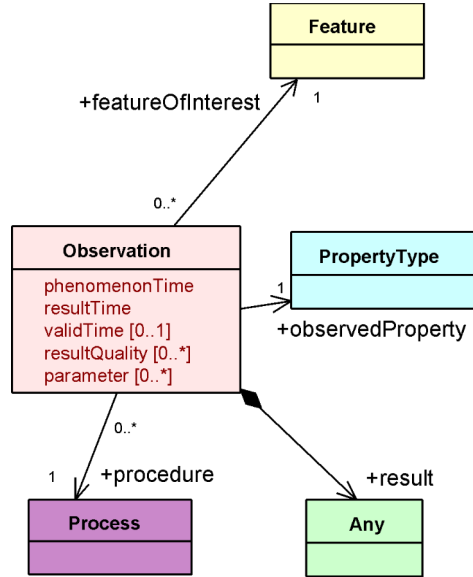 Feature
+featureOfInterest
1
0..*
Observation
phenomenonTime
resultTime
validTime [0..1]
resultQuality [0..*]
parameter [0..*]
PropertyType
1
+observedProperty
0..*
1
+procedure
+result
Process
Any